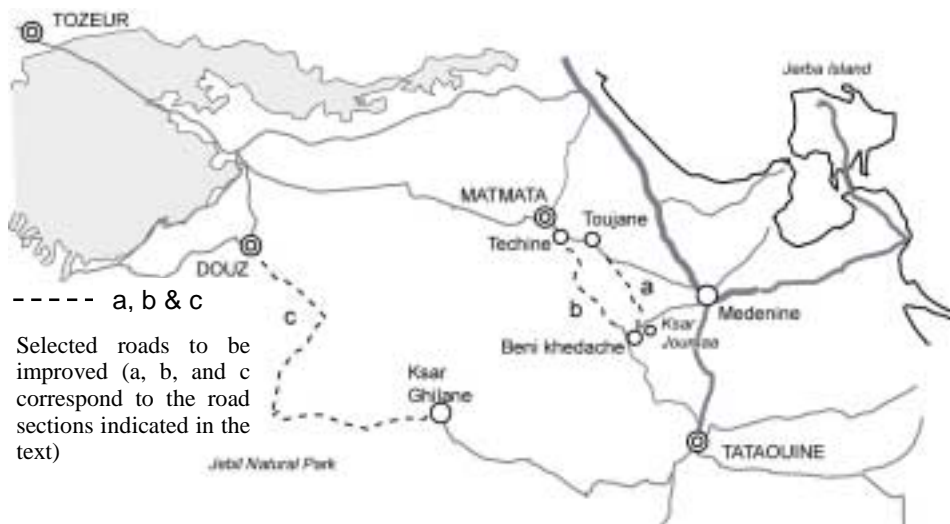 TOZEUR
Jerba Island
MATMATA
Toujane
Techine
DOUZ
a
b
c
Medenine
Ksar
Joumaa
Beni khedache
----- a, b & c
Selected roads to be
improved (a, b, and c
correspond to the road
sections indicated in the
text)
Ksar
Ghilane
Jebil Natural Park
TATAOUINE